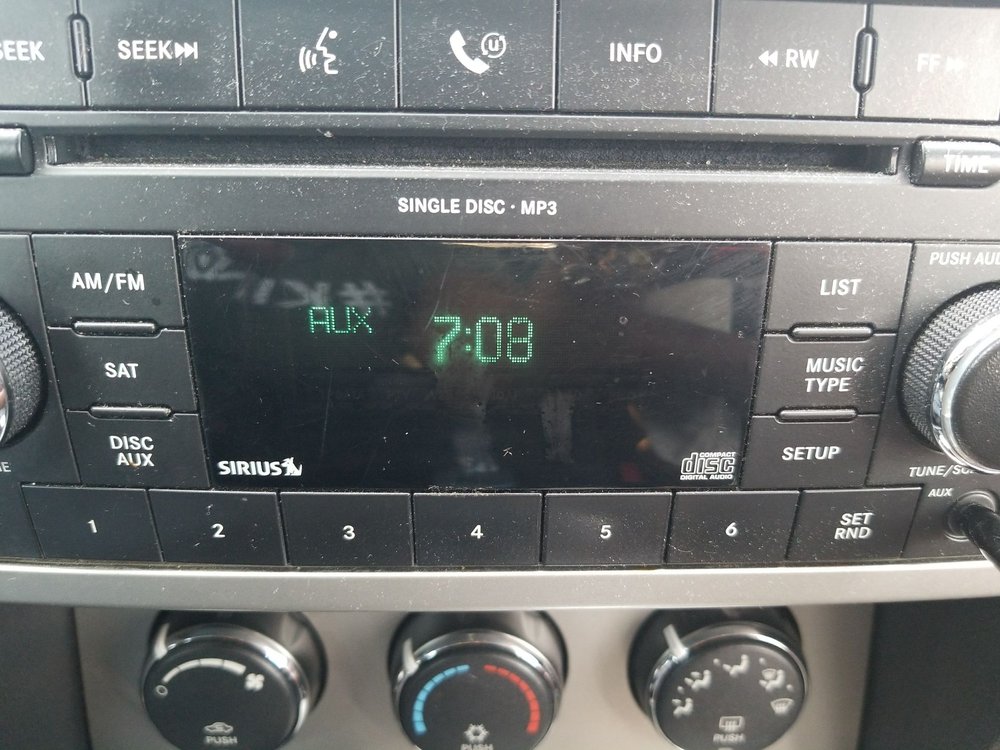 SEEK
SEEK
INFO
RW
FF
TIME
SINGLE DISC · MP3
PUSH AU
AM/FM
AUX
7:08
LIST
SAT
MUSIC
TYPE
DISC
AUX
SETUP
SIRIUS
COMPACT
disc
DIGITAL AUDIO
TUNE/SC
AUX
1
2
3
4
5
6
SET
RND
PUSH
PUSH
PUSH